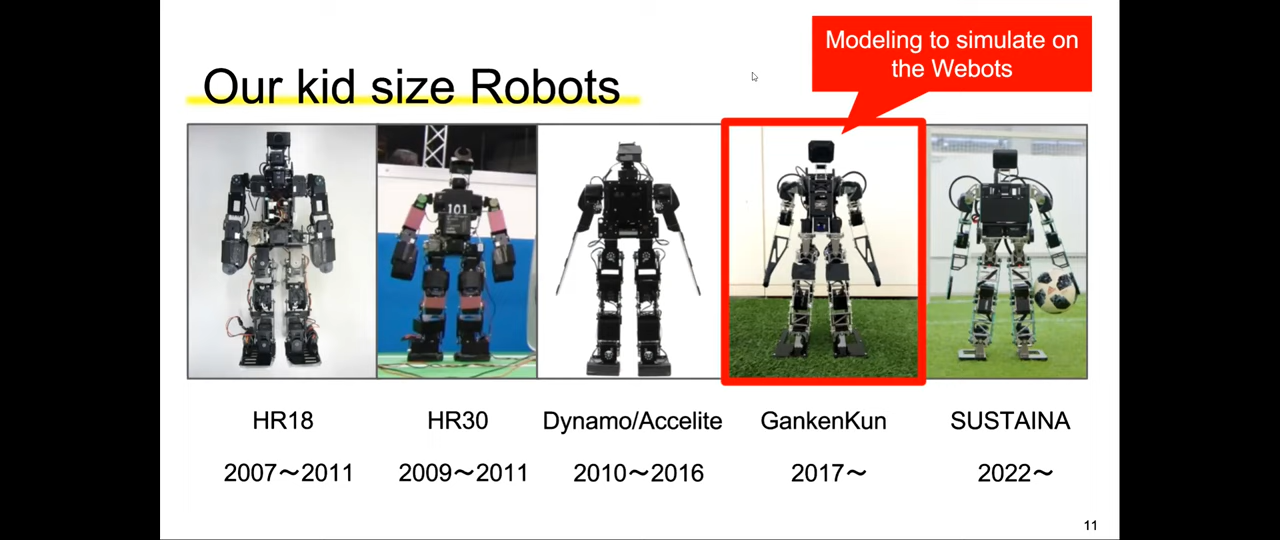 Modeling to simulate on
the Webots
Our kid size Robots
101
HR18
HR30
Dynamo/Accelite
GankenKun
SUSTAINA
2007～2011
2009～2011
2010～2016
2017～
2022～
11